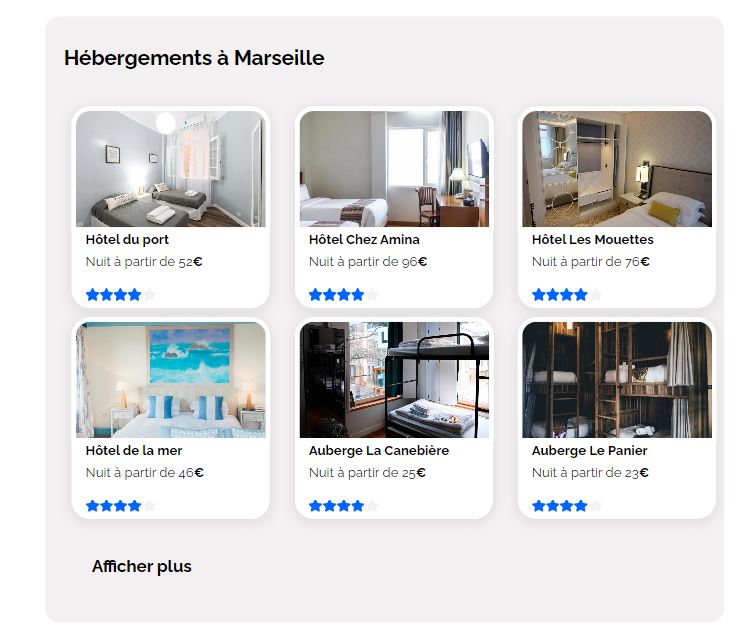 Hébergements à Marseille
Hôtel du port
Nuit à partir de 52€
Hôtel Chez Amina
Nuit à partir de 96€
Hôtel Les Mouettes
Nuit à partir de 76€
Hôtel de la mer
Nuit à partir de 46€
Auberge La Canebière
Nuit à partir de 25€
Auberge Le Panier
Nuit à partir de 23€
Afficher plus